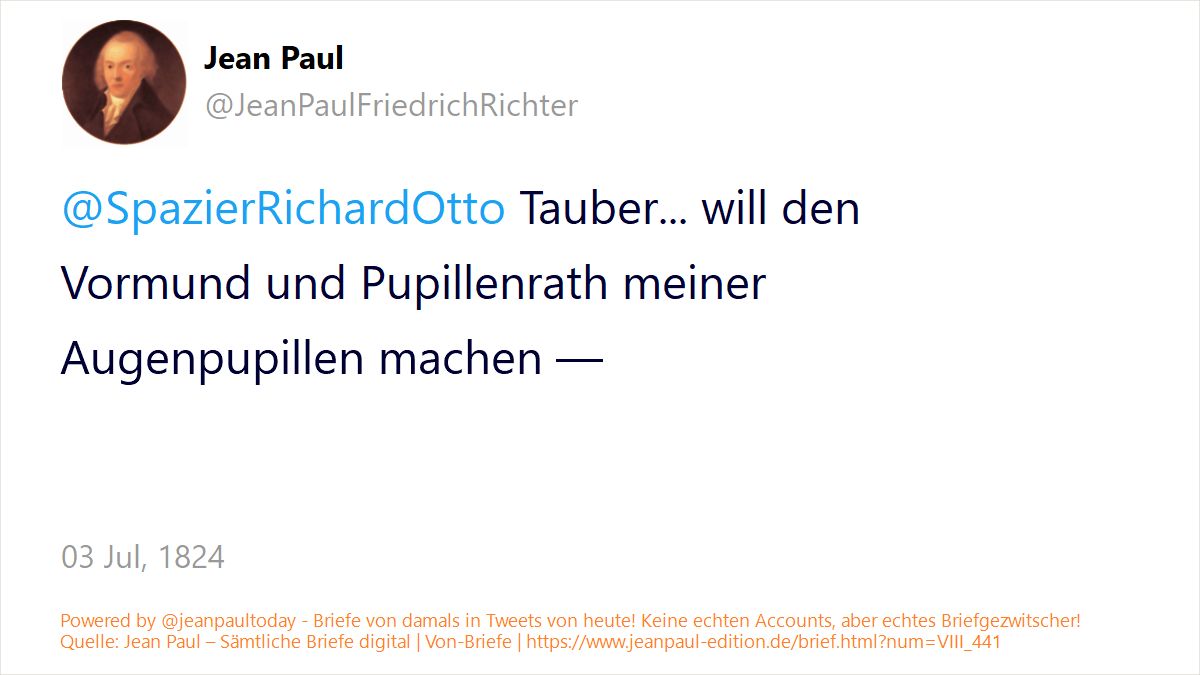 Jean Paul
@JeanPaulFriedrichRichter
@SpazierRichardOtto Tauber... will den
Vormund und Pupillenrath meiner
Augenpupillen machen —
03 Jul, 1824
Powered by @jeanpaultoday - Briefe von damals in Tweets von heute! Keine echten Accounts, aber echtes Briefgezwitscher!
Quelle: Jean Paul – Sämtliche Briefe digital | Von-Briefe | https://www.jeanpaul-edition.de/brief.html?num=VIII_441